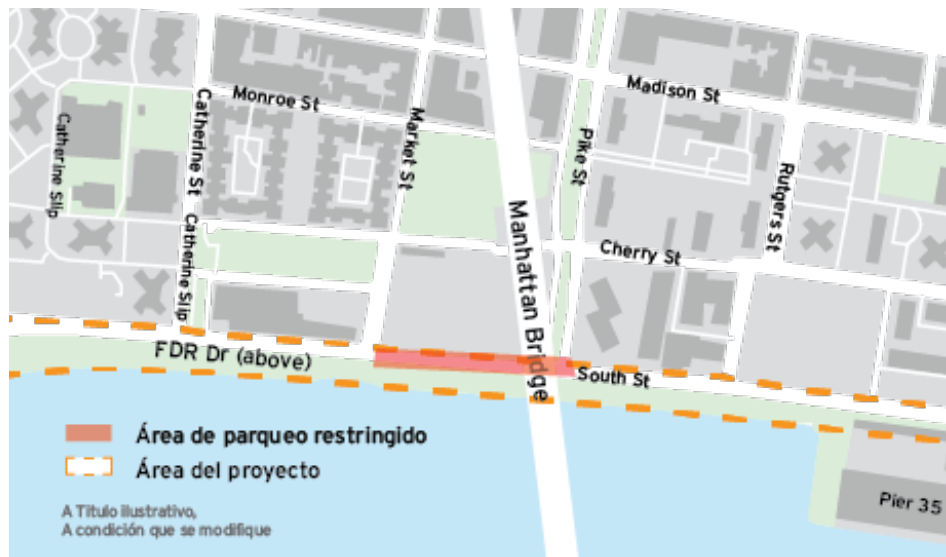 Monroe St
Madison St
Catherine St
Market St
Pike St
Rutgers St
Catherine Slip
Catherine Slip
Manhattan Bridge
Cherry St
FDR Dr (above)
South St
Pier 35
Área de parqueo restringido
Área del proyecto
A Titulo ilustrativo,
A condición que se modifique